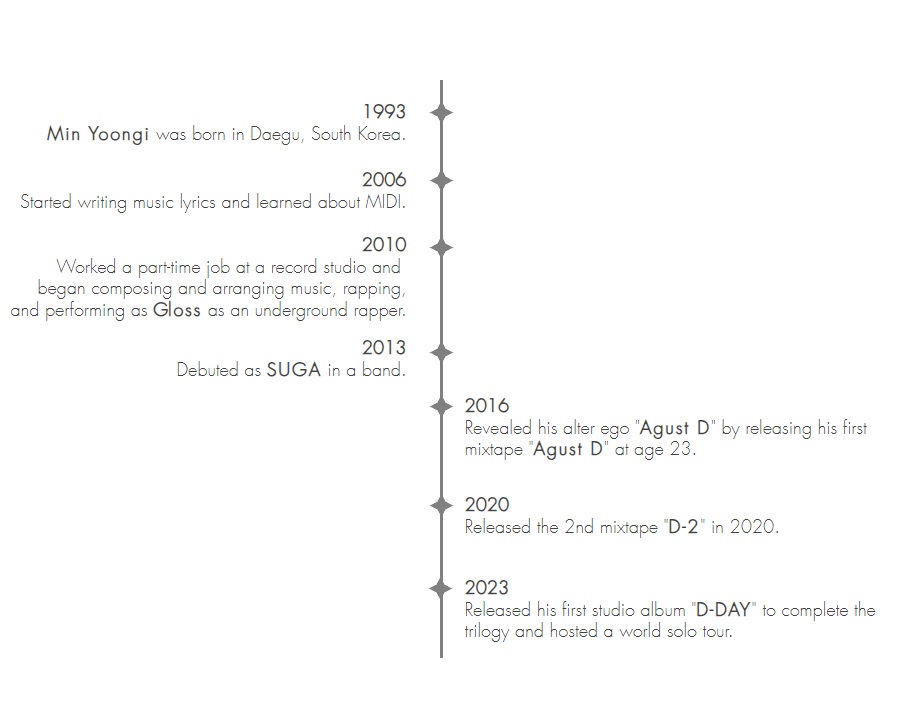 1993
Min Yoongi was born in Daegu, South Korea.
2006
Started writing music lyrics and learned about MIDI.
2010
Worked a part-time job at a record studio and
began composing and arranging music, rapping,
and performing as Gloss as an underground rapper.
2013
Debuted as SUGA in a band.
2016
Revealed his alter ego "Agust D" by releasing his first
mixtape "Agust D" at age 23.
2020
Released the 2nd mixtape "D-2" in 2020.
2023
Released his first studio album "D-DAY" to complete the
trilogy and hosted a world solo tour.